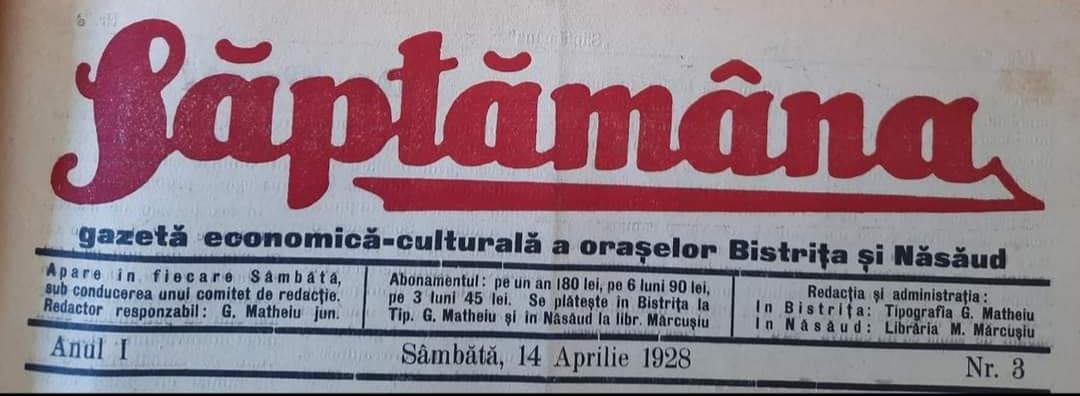 Săptămâna
gazetă economică-culturală a orașelor Bistrița și Năsăud
Apare în fiecare Sâmbătă,
sub conducerea unui comitet de redacție.
Redactor responzabil: G. Matheiu jun.
Abonamentul: pe un an 180 lei, pe 6 luni 90 lei,
pe 3 luni 45 lei. Se plătește în Bistrița la
Tip. G. Matheiu și în Năsăud la libr. Mărcușiu
Redacția și administrația:
In Bistrița: Tipografia G. Matheiu
In Năsăud: Librăria M. Mărcușiu
Anul I
Sâmbătă, 14 Aprilie 1928
Nr. 3